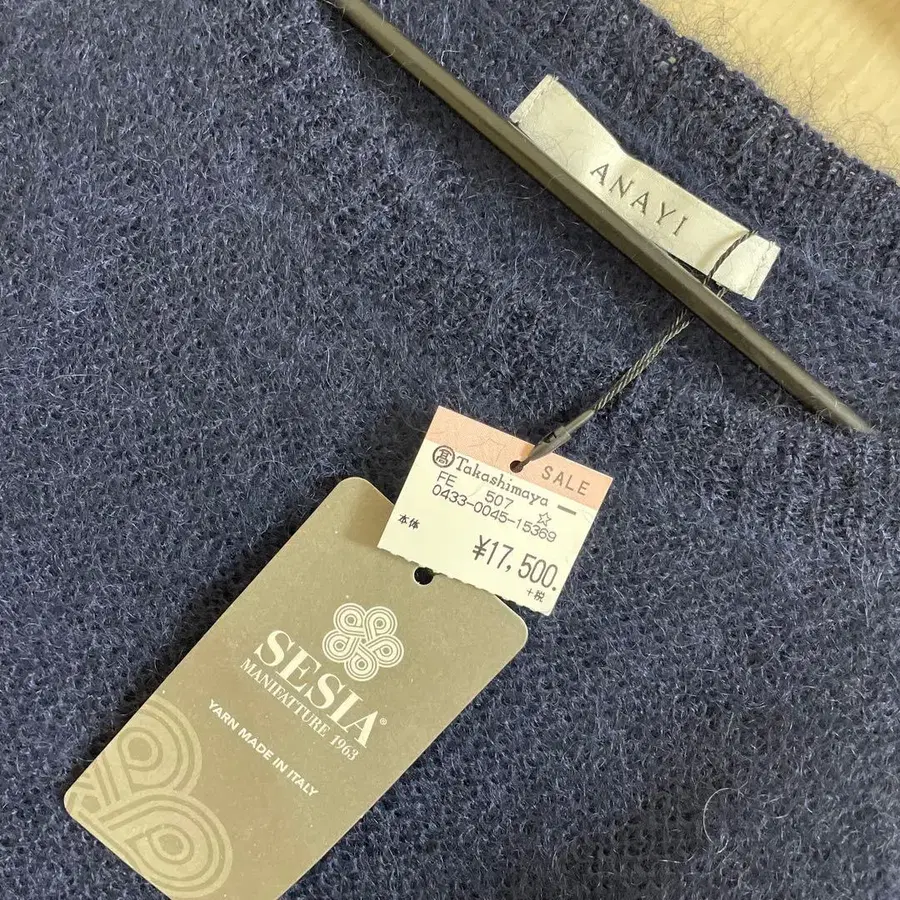 ANAYI
SALE
髙 Takashimaya
FE 507 ☆
0433-0045-15369
本体
¥17,500.
+税
SESIA®
MANIFATTURE 1963
YARN MADE IN ITALY